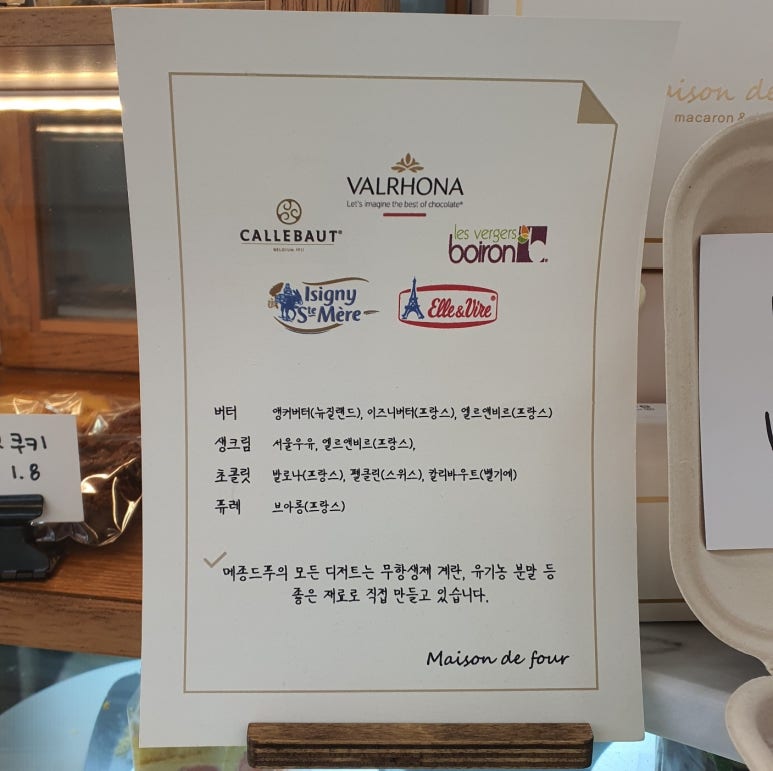 VALRHONA
Let's imagine the best of chocolate®
CALLEBAUT®
BELGIUM 1911
les vergers
boiron
Isigny
Ste Mère
Elle&Vire®
버터 앵커버터(뉴질랜드), 이즈니버터(프랑스), 엘르앤비르(프랑스)
생크림 서울우유, 엘르앤비르(프랑스),
초콜릿 발로나(프랑스), 펠클린(스위스), 칼리바우트(벨기에)
퓨레 브아롱(프랑스)
메종드푸의 모든 디저트는 무항생제 계란, 유기농 분말 등
좋은 재료로 직접 만들고 있습니다.
Maison de four
aison de
macaron &
쿠키
1.8